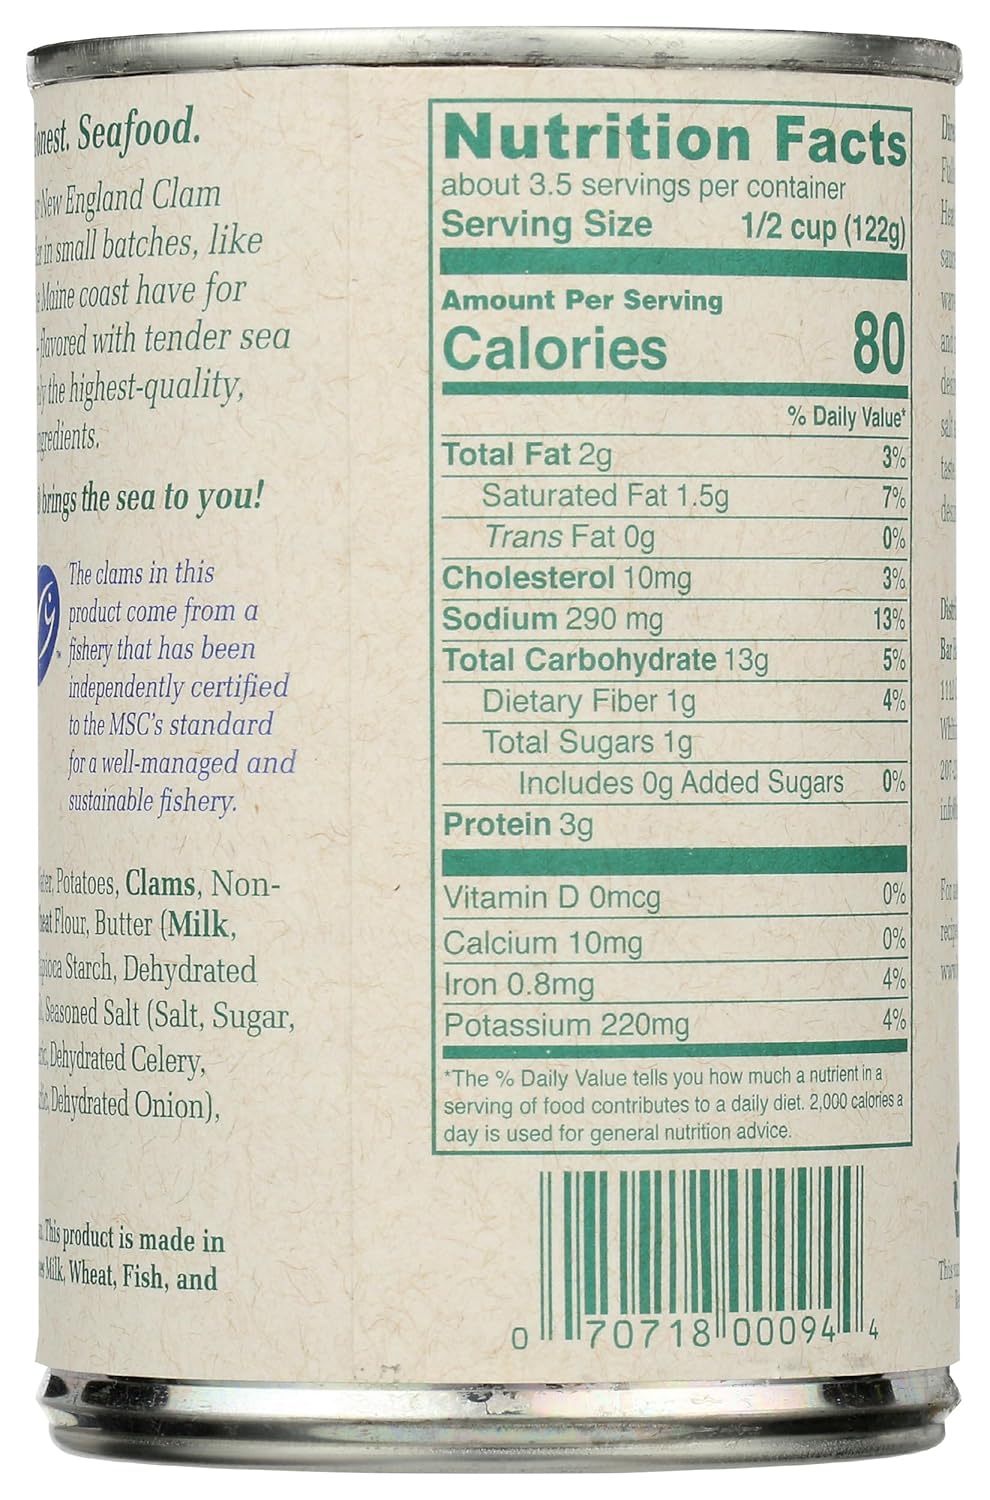 Seafood.
New England Clam
in small batches, like
Maine coast have for
flavored with tender sea
the highest-quality,
brings the sea to you!
The clams in this
product come from a
fishery that has been
independently certified
to the MSC's standard
for a well-managed and
sustainable fishery.
Potatoes, Clams, Non-
Flour, Butter (Milk,
Starch, Dehydrated
Seasoned Salt (Salt, Sugar,
Dehydrated Celery,
Dehydrated Onion),
This product is made in
Milk, Wheat, Fish, and
Nutrition Facts
about 3.5 servings per container
Serving Size 1/2 cup (122g)
Amount Per Serving
Calories 80
% Daily Value*
Total Fat 2g 3%
Saturated Fat 1.5g 7%
Trans Fat 0g 0%
Cholesterol 10mg 3%
Sodium 290 mg 13%
Total Carbohydrate 13g 5%
Dietary Fiber 1g 4%
Total Sugars 1g
Includes 0g Added Sugars 0%
Protein 3g
Vitamin D 0mcg 0%
Calcium 10mg 0%
Iron 0.8mg 4%
Potassium 220mg 4%
*The % Daily Value tells you how much a nutrient in a
serving of food contributes to a daily diet. 2,000 calories a
day is used for general nutrition advice.
0 70718 00094 4